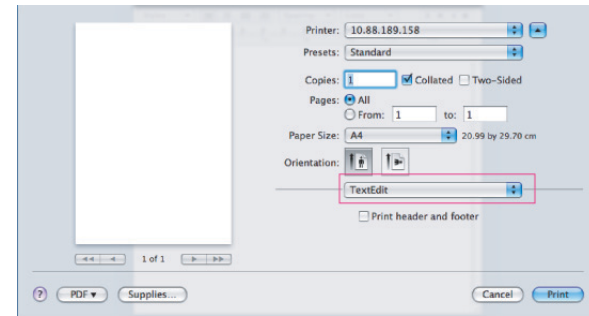 Printer: 10.88.189.158
Presets: Standard
Copies: 1 Collated Two-Sided
Pages: All
From: 1 to: 1
Paper Size: A4 20.99 by 29.70 cm
Orientation:
TextEdit
Print header and footer
1 of 1
? PDF Supplies... Cancel Print